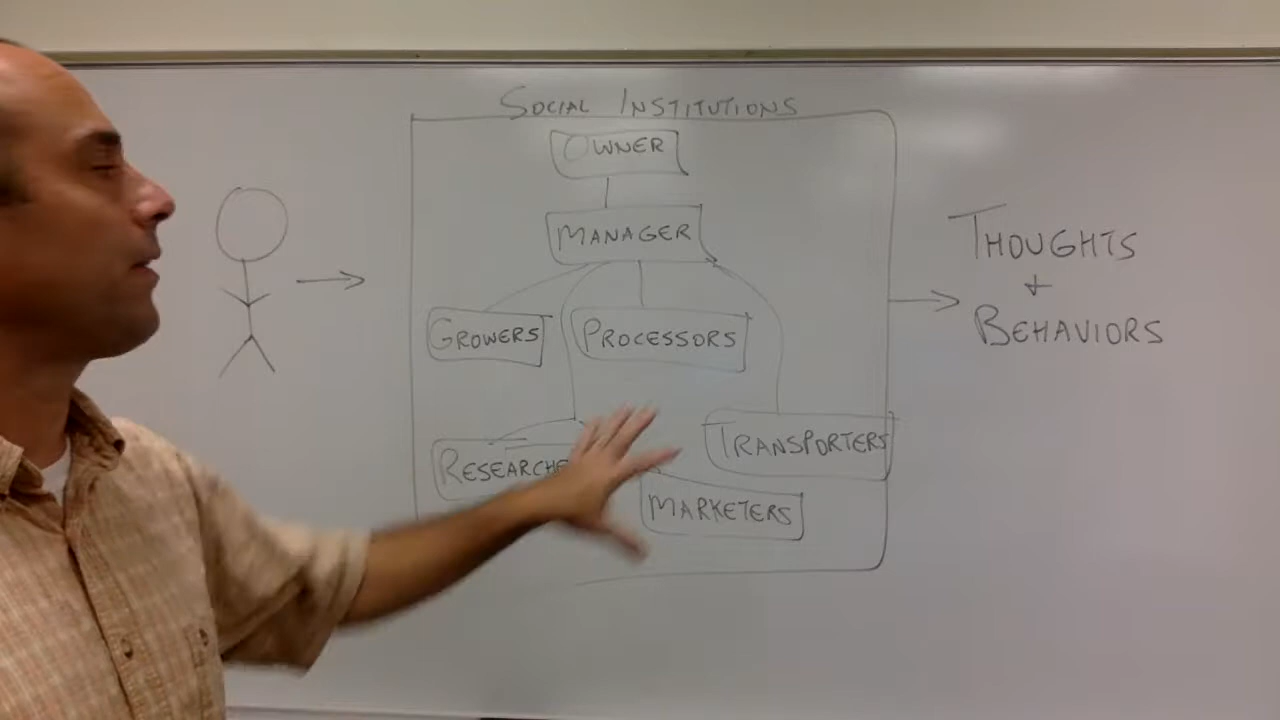 SOCIAL INSTITUTIONS
OWNER
MANAGER
GROWERS
PROCESSORS
TRANSPORTERS
MARKETERS
THOUGHTS
+
BEHAVIORS